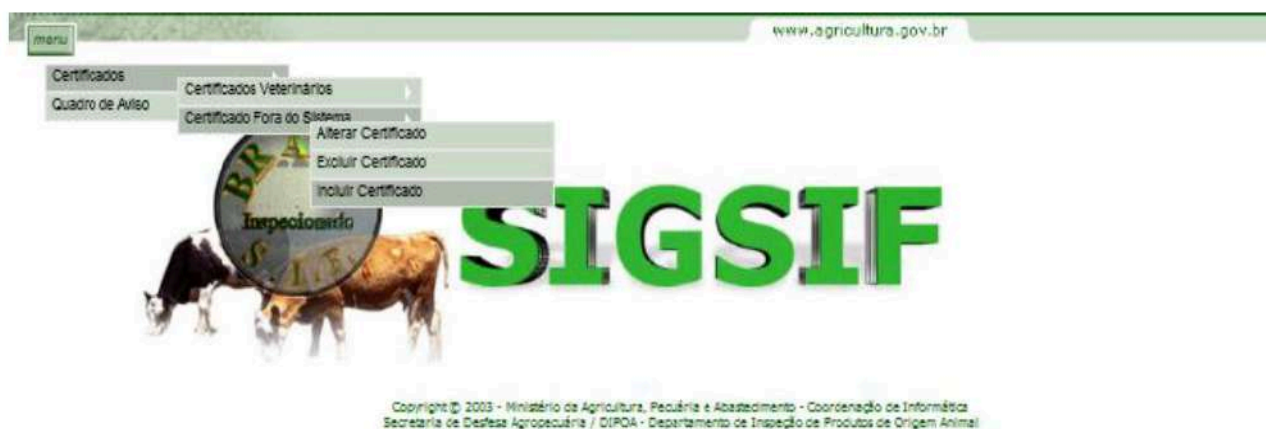 www.agricultura.gov.br
menu
Certificados
Quadro de Aviso
Certificados Veterinários
Certificado Fora do Sistema
Alterar Certificado
Excluir Certificado
Incluir Certificado
BRA
Inspecionado
S.I.F.
SIGSIF
Copyright © 2003 - Ministério da Agricultura, Pecuária e Abastecimento - Coordenação de Informática
Secretaria de Desfesa Agropecuária / DIPOA - Departamento de Inspeção de Produtos de Origem Animal